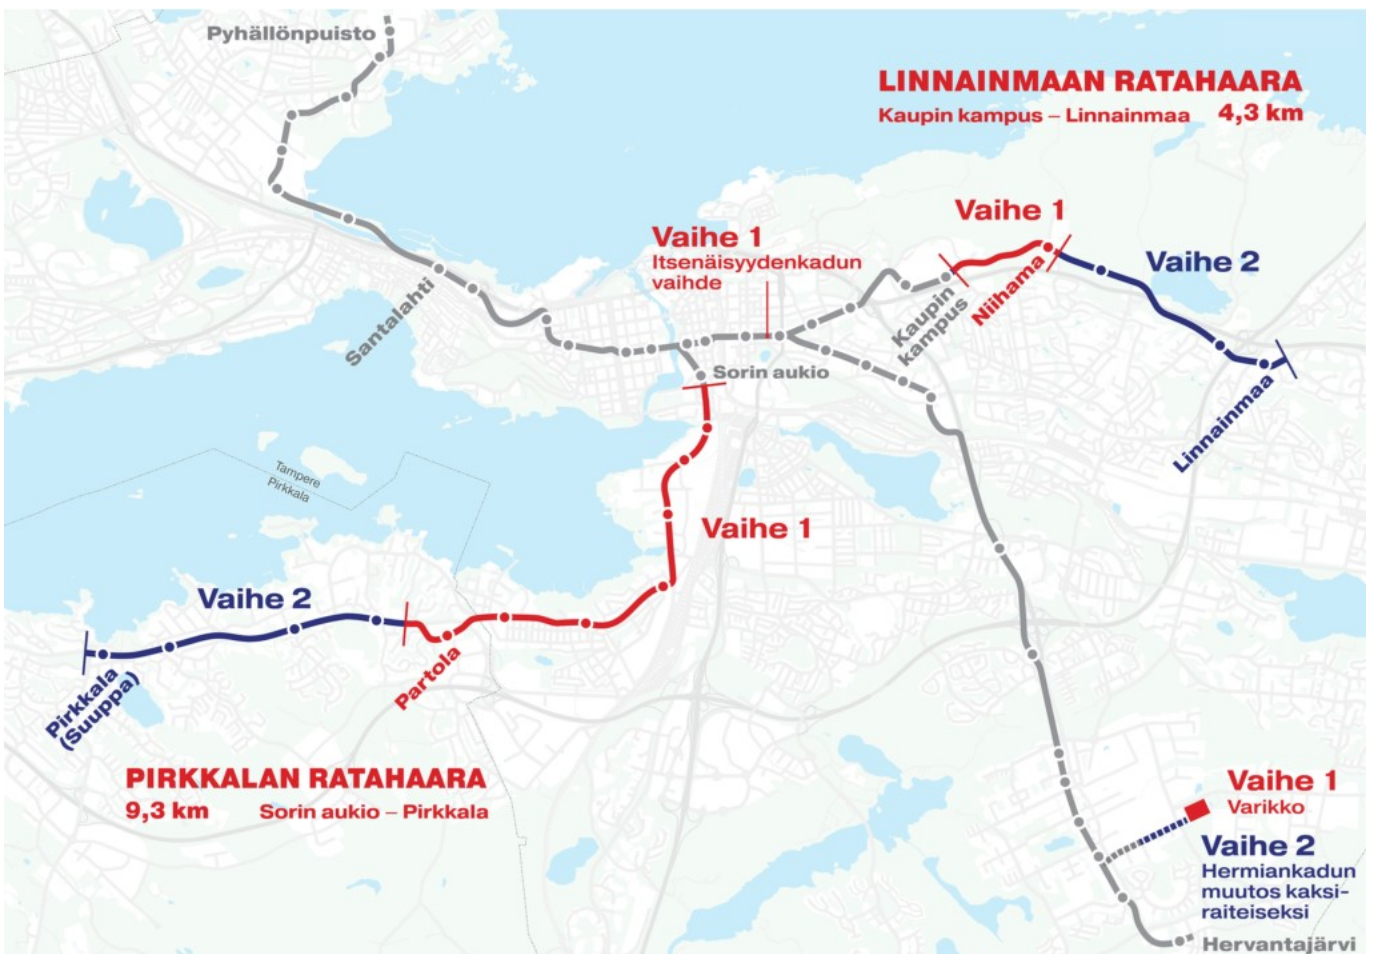 Pyhällönpuisto
LINNAINMAAN RATAHAARA
Kaupin kampus – Linnainmaa 4,3 km
Vaihe 1
Vaihe 1
Itsenäisyydenkadun
vaihde
Vaihe 2
Niihama
Kaupin
kampus
Santalahti
Sorin aukio
Linnainmaa
Tampere
Pirkkala
Vaihe 1
Vaihe 2
Partola
Pirkkala
(Suuppa)
PIRKKALAN RATAHAARA
9,3 km Sorin aukio – Pirkkala
Vaihe 1
Varikko
Vaihe 2
Hermiankadun
muutos kaksi-
raiteiseksi
Hervantajärvi